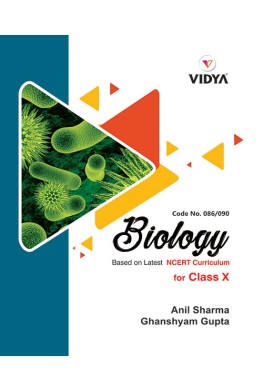 VIDYA
Code No. 086/090
Biology
Based on Latest NCERT Curriculum
for Class X
Anil Sharma
Ghanshyam Gupta